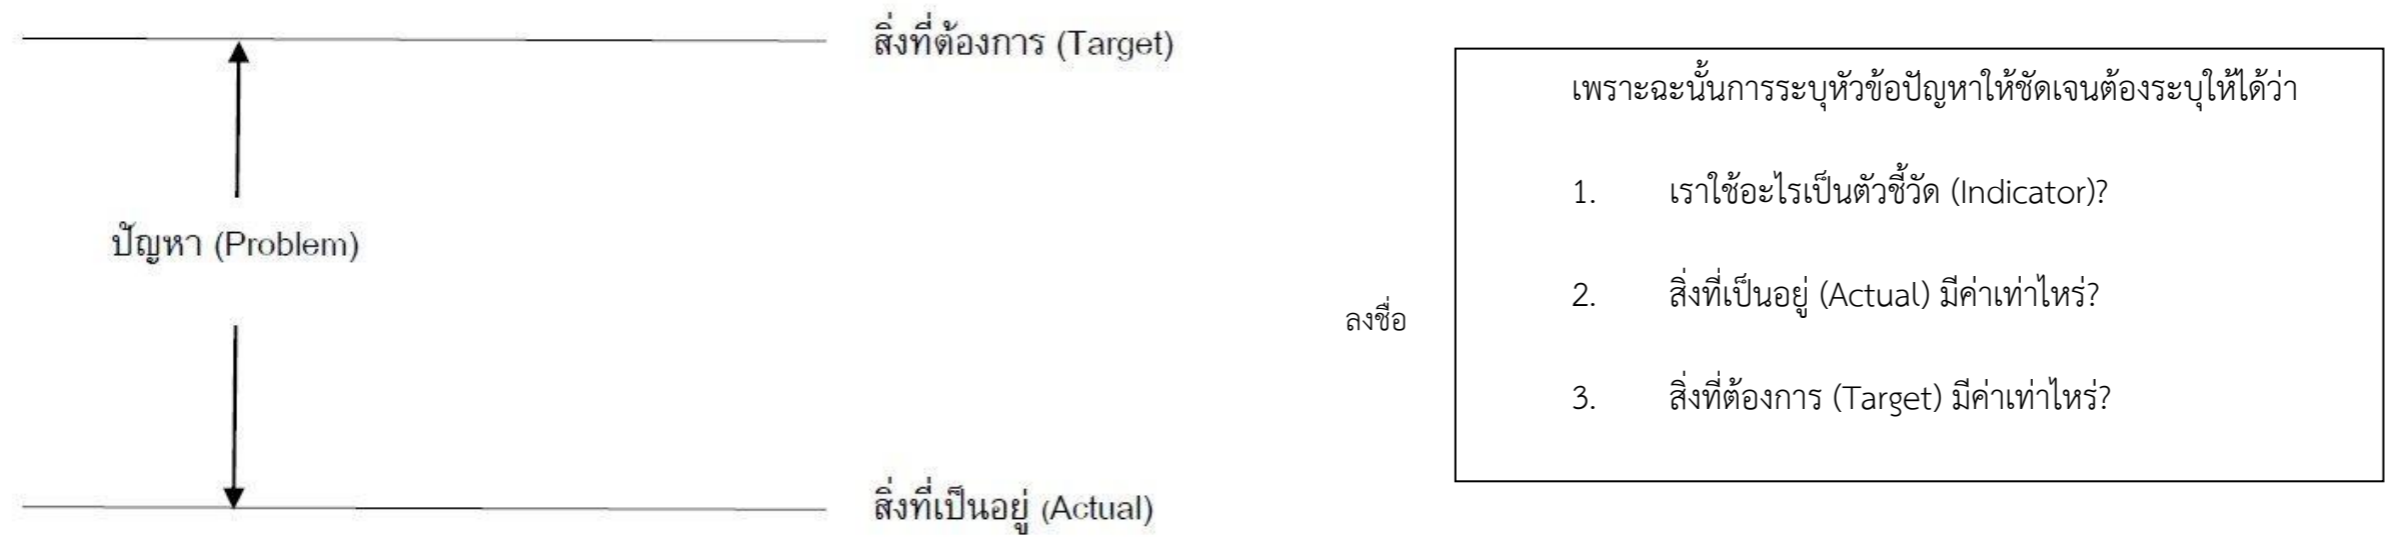 สิ่งที่ต้องการ (Target)
ปัญหา (Problem)
สิ่งที่เป็นอยู่ (Actual)
ลงชื่อ
เพราะฉะนั้นการระบุหัวข้อปัญหาให้ชัดเจนต้องระบุให้ได้ว่า
1. เราใช้อะไรเป็นตัวชี้วัด (Indicator)?
2. สิ่งที่เป็นอยู่ (Actual) มีค่าเท่าไหร่?
3. สิ่งที่ต้องการ (Target) มีค่าเท่าไหร่?